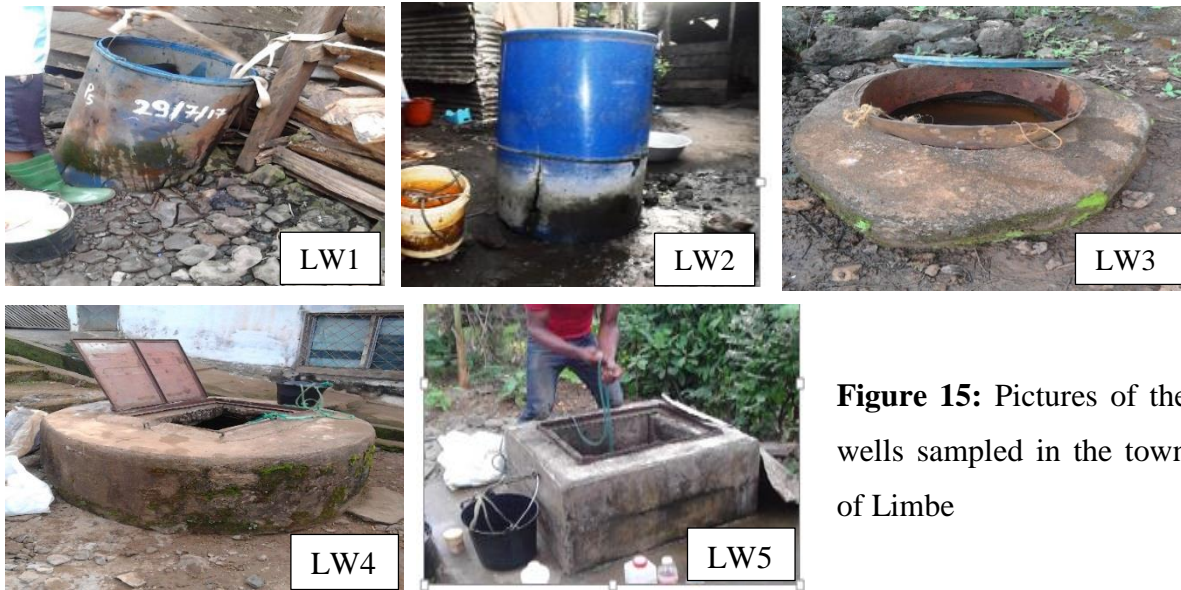 P5
29/7/17
LW1
LW2
LW3
LW4
LW5
Figure 15: Pictures of the
wells sampled in the town
of Limbe